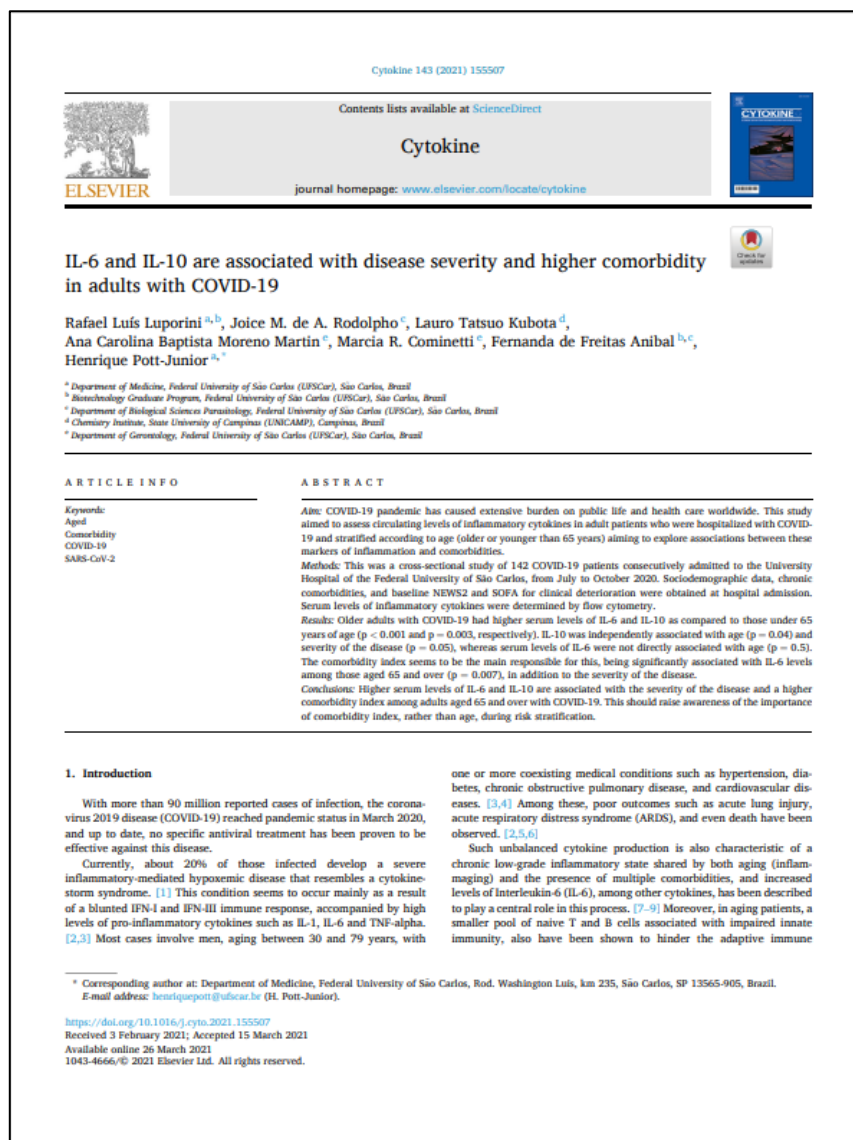 Cytokine 143 (2021) 155507
Contents lists available at ScienceDirect
Cytokine
journal homepage: www.elsevier.com/locate/cytokine
ELSEVIER
CYTOKINE
Check for
updates
IL-6 and IL-10 are associated with disease severity and higher comorbidity
in adults with COVID-19
Rafael Luís Luporini a, b, Joice M. de A. Rodolpho c, Lauro Tatsuo Kubota d,
Ana Carolina Baptista Moreno Martin e, Marcia R. Cominetti e, Fernanda de Freitas Anibal b, c,
Henrique Pott-Junior a, *
a Department of Medicine, Federal University of São Carlos (UFSCar), São Carlos, Brazil
b Biotechnology Graduate Program, Federal University of São Carlos (UFSCar), São Carlos, Brazil
c Department of Biological Sciences Parasitology, Federal University of São Carlos (UFSCar), São Carlos, Brazil
d Chemistry Institute, State University of Campinas (UNICAMP), Campinas, Brazil
e Department of Gerontology, Federal University of São Carlos (UFSCar), São Carlos, Brazil
ARTICLE INFO
Keywords:
Aged
Comorbidity
COVID-19
SARS-CoV-2
ABSTRACT
Aim: COVID-19 pandemic has caused extensive burden on public life and health care worldwide. This study
aimed to assess circulating levels of inflammatory cytokines in adult patients who were hospitalized with COVID-
19 and stratified according to age (older or younger than 65 years) aiming to explore associations between these
markers of inflammation and comorbidities.
Methods: This was a cross-sectional study of 142 COVID-19 patients consecutively admitted to the University
Hospital of the Federal University of São Carlos, from July to October 2020. Sociodemographic data, chronic
comorbidities, and baseline NEWS2 and SOFA for clinical deterioration were obtained at hospital admission.
Serum levels of inflammatory cytokines were determined by flow cytometry.
Results: Older adults with COVID-19 had higher serum levels of IL-6 and IL-10 as compared to those under 65
years of age (p < 0.001 and p = 0.003, respectively). IL-10 was independently associated with age (p = 0.04) and
severity of the disease (p = 0.05), whereas serum levels of IL-6 were not directly associated with age (p = 0.5).
The comorbidity index seems to be the main responsible for this, being significantly associated with IL-6 levels
among those aged 65 and over (p = 0.007), in addition to the severity of the disease.
Conclusions: Higher serum levels of IL-6 and IL-10 are associated with the severity of the disease and a higher
comorbidity index among adults aged 65 and over with COVID-19. This should raise awareness of the importance
of comorbidity index, rather than age, during risk stratification.
1. Introduction
With more than 90 million reported cases of infection, the corona-
virus 2019 disease (COVID-19) reached pandemic status in March 2020,
and up to date, no specific antiviral treatment has been proven to be
effective against this disease.
Currently, about 20% of those infected develop a severe
inflammatory-mediated hypoxemic disease that resembles a cytokine-
storm syndrome. [1] This condition seems to occur mainly as a result
of a blunted IFN-I and IFN-III immune response, accompanied by high
levels of pro-inflammatory cytokines such as IL-1, IL-6 and TNF-alpha.
[2,3] Most cases involve men, aging between 30 and 79 years, with
one or more coexisting medical conditions such as hypertension, dia-
betes, chronic obstructive pulmonary disease, and cardiovascular dis-
eases. [3,4] Among these, poor outcomes such as acute lung injury,
acute respiratory distress syndrome (ARDS), and even death have been
observed. [2,5,6]
Such unbalanced cytokine production is also characteristic of a
chronic low-grade inflammatory state shared by both aging (inflam-
maging) and the presence of multiple comorbidities, and increased
levels of Interleukin-6 (IL-6), among other cytokines, has been described
to play a central role in this process. [7–9] Moreover, in aging patients, a
smaller pool of naive T and B cells associated with impaired innate
immunity, also have been shown to hinder the adaptive immune
* Corresponding author at: Department of Medicine, Federal University of São Carlos, Rod. Washington Luis, km 235, São Carlos, SP 13565-905, Brazil.
E-mail address: henriquepott@ufscar.br (H. Pott-Junior).
https://doi.org/10.1016/j.cyto.2021.155507
Received 3 February 2021; Accepted 15 March 2021
Available online 26 March 2021
1043-4666/© 2021 Elsevier Ltd. All rights reserved.